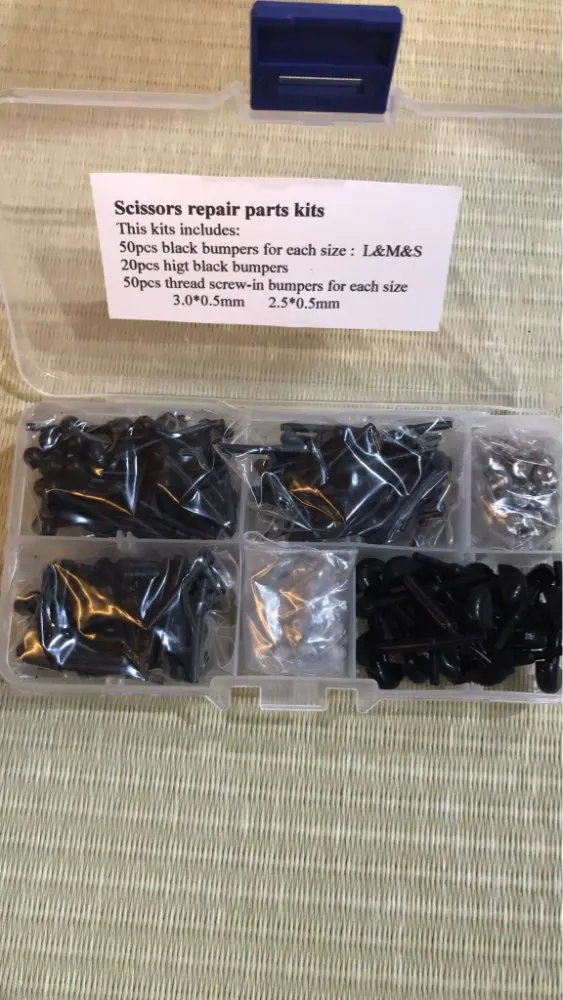 Scissors repair parts kits
This kits includes:
50pcs black bumpers for each size : L&M&S
20pcs higt black bumpers
50pcs thread screw-in bumpers for each size
3.0*0.5mm 2.5*0.5mm